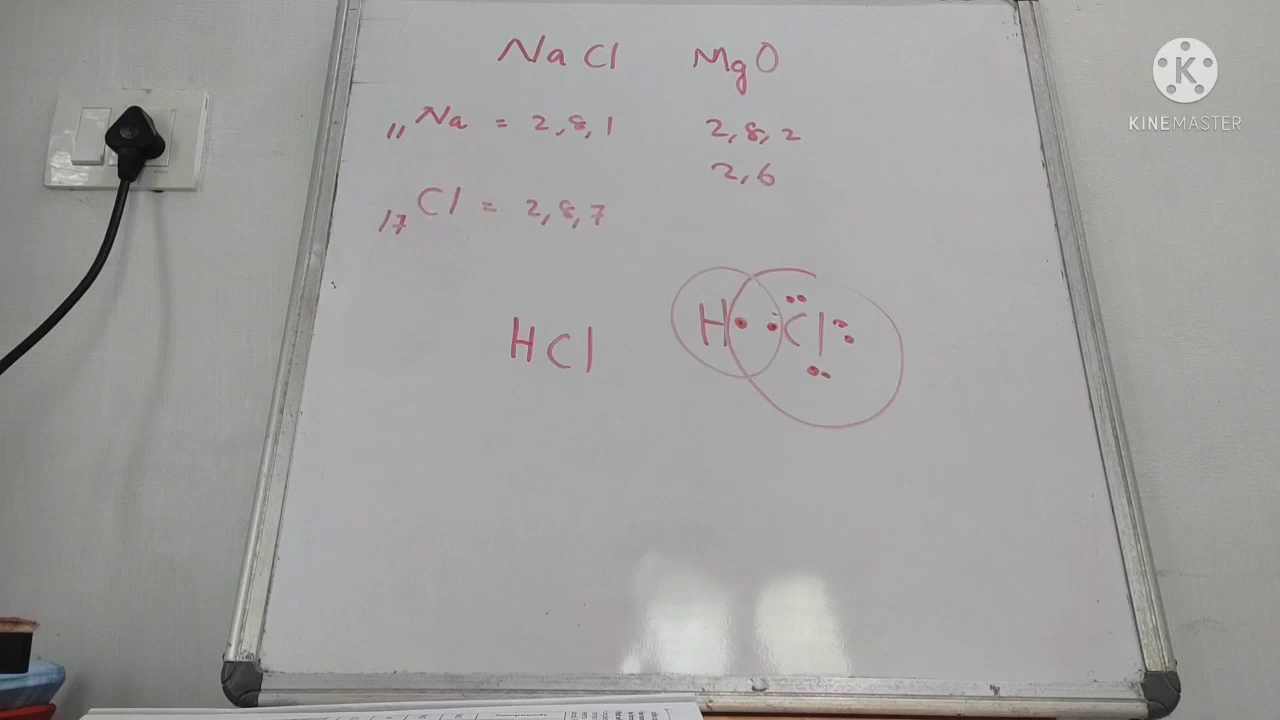 NaCl MgO
11Na = 2,8,1 2,8,2
2,6
17Cl = 2,8,7
HCl H Cl
K
KINEMASTER